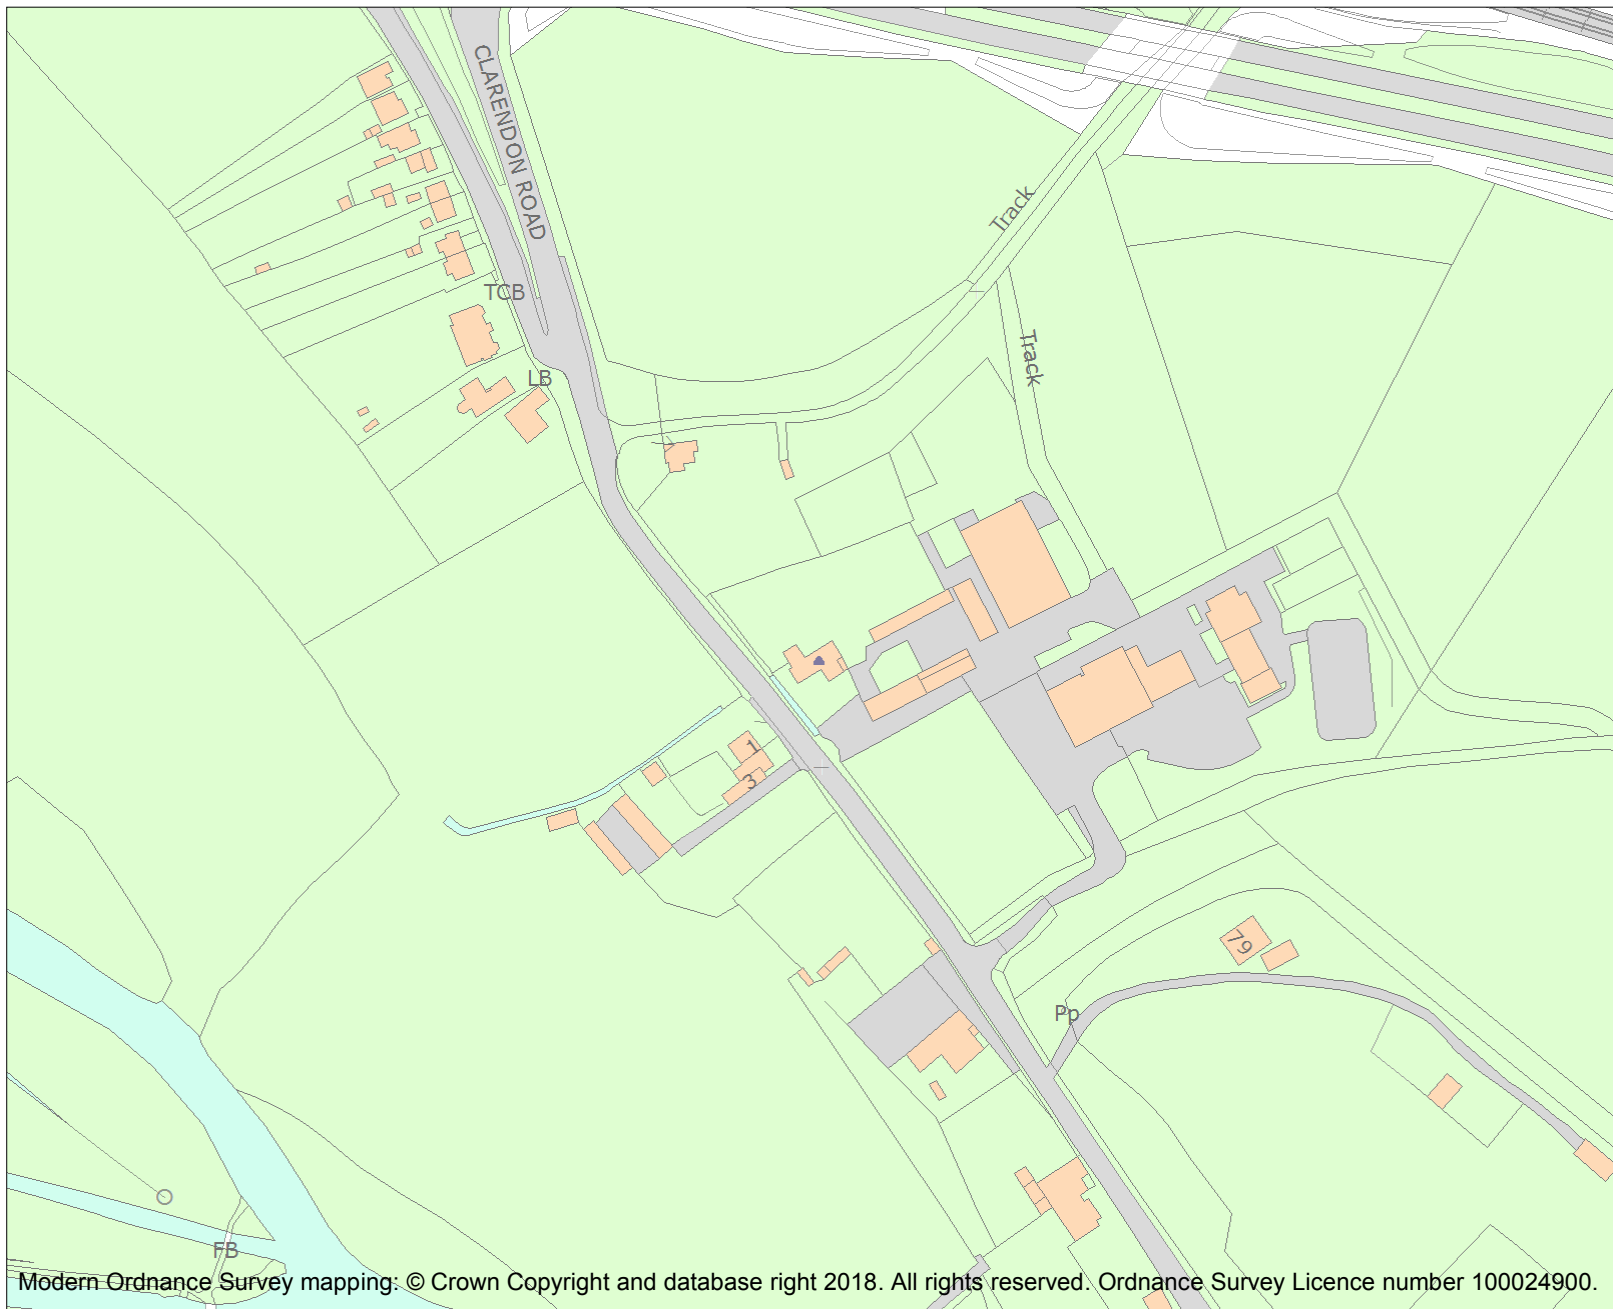 CLARENDON ROAD
Track
TCB
Track
LB
1
3
79
Pp
FB
Modern Ordnance Survey mapping: © Crown Copyright and database right 2018. All rights reserved. Ordnance Survey Licence number 100024900.